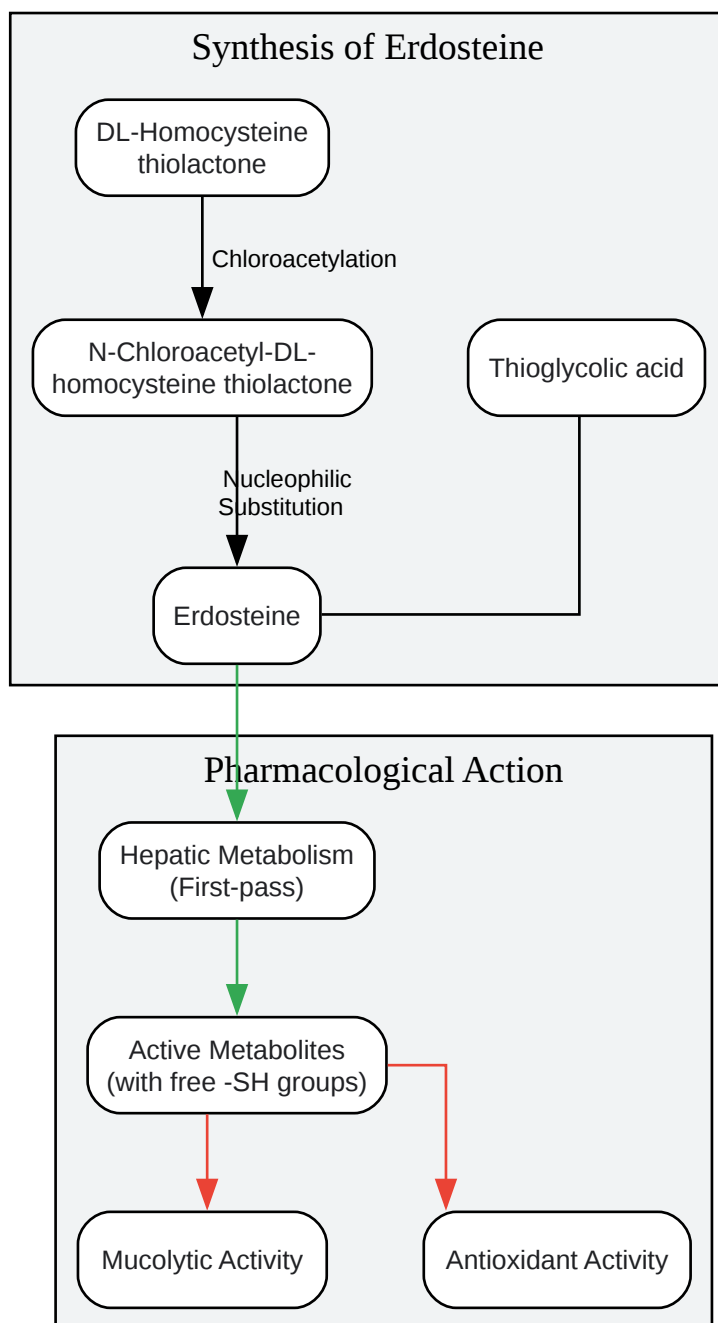 Synthesis of Erdosteine
DL-Homocysteine
thiolactone
Chloroacetylation
N-Chloroacetyl-DL-
homocysteine thiolactone
Thioglycolic acid
Nucleophilic
Substitution
Erdosteine
Pharmacological Action
Hepatic Metabolism
(First-pass)
Active Metabolites
(with free -SH groups)
Mucolytic Activity
Antioxidant Activity